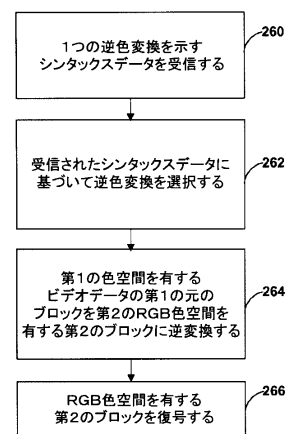 1つの逆色変換を示す
シンタックスデータを受信する
260
受信されたシンタックスデータに
基づいて逆色変換を選択する
262
第1の色空間を有する
ビデオデータの第1の元の
ブロックを第2のRGB色空間を
有する第2のブロックに逆変換する
264
RGB色空間を有する
第2のブロックを復号する
266